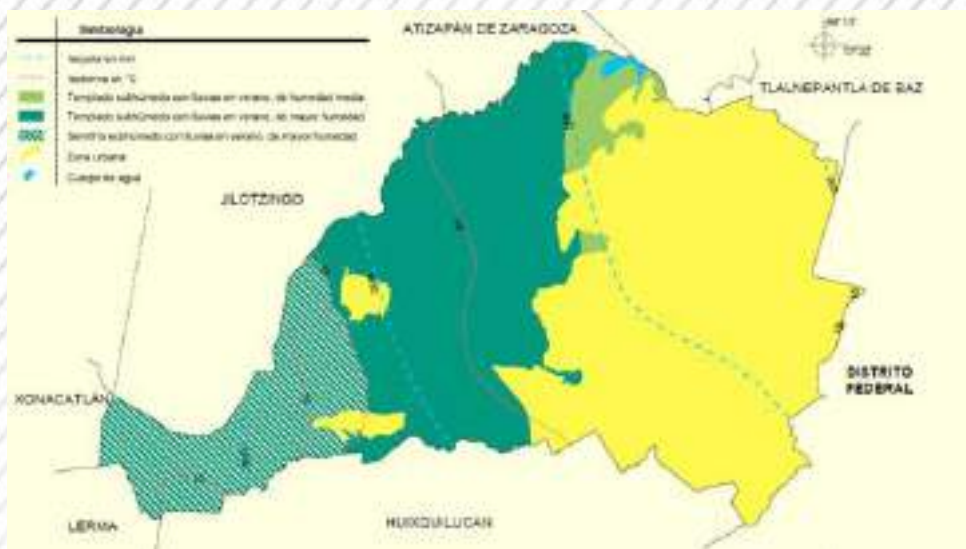 Simbología
Isoyeta en mm
Isoterma en °C
Templado subhúmedo con lluvias en verano, de humedad media
Templado subhúmedo con lluvias en verano, de mayor humedad
Semifrío subhúmedo con lluvias en verano, de mayor humedad
Zona urbana
Cuerpo de agua
ATIZAPÁN DE ZARAGOZA
TLALNEPANTLA DE BAZ
JILOTZINGO
XONACATLÁN
DISTRITO
FEDERAL
LERMA
HUIXQUILUCAN